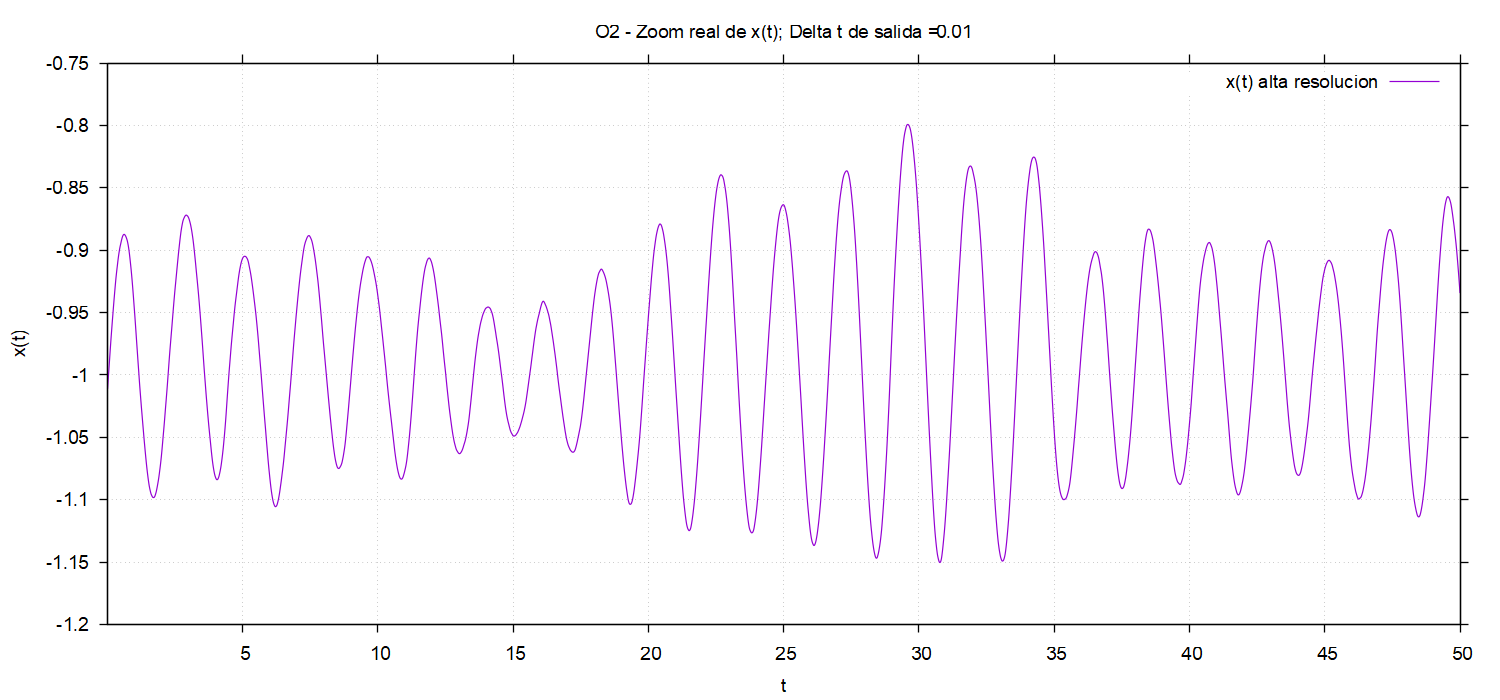 O2 - Zoom real de x(t); Delta t de salida =0.01
x(t) alta resolucion
-0.75
-0.8
-0.85
-0.9
-0.95
-1
-1.05
-1.1
-1.15
-1.2
x(t)
5 10 15 20 25 30 35 40 45 50
t